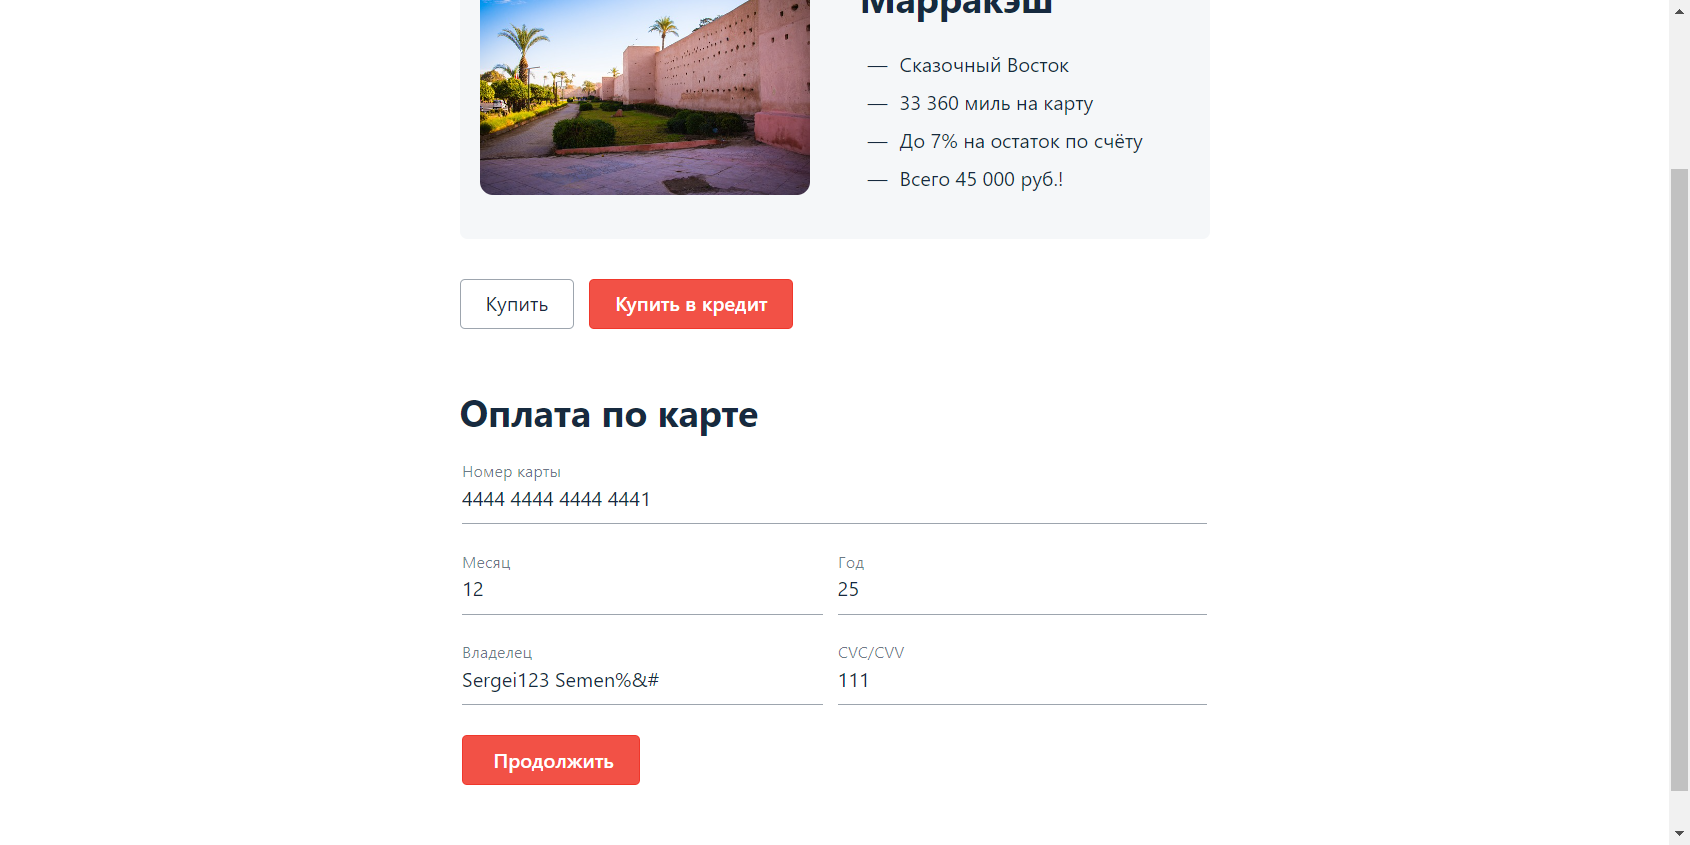 Марракэш
— Сказочный Восток
— 33 360 миль на карту
— До 7% на остаток по счёту
— Всего 45 000 руб.!
Купить
Купить в кредит
Оплата по карте
Номер карты
4444 4444 4444 4441
Месяц
12
Год
25
Владелец
Sergei123 Semen%&#
CVC/CVV
111
Продолжить